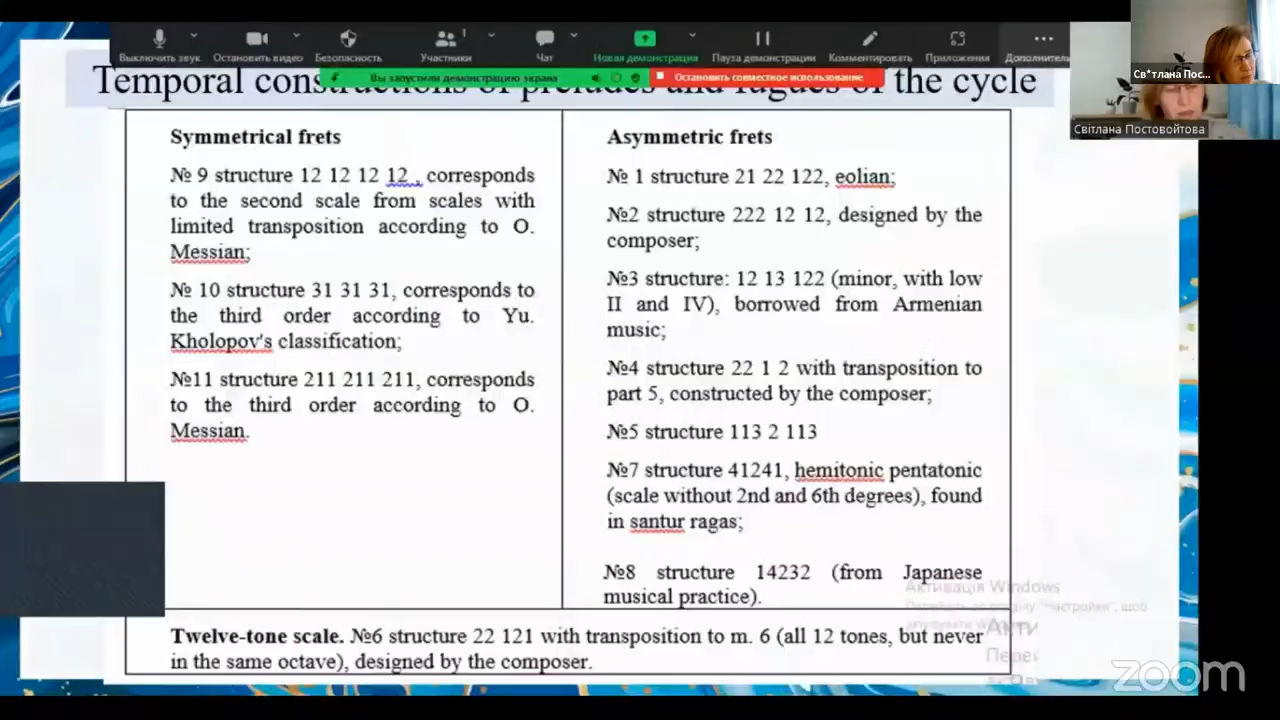 Выключить звук
Остановить видео
Безопасность
Участники
1
Чат
Новая демонстрация
Пауза демонстрации
Комментировать
Приложения
Дополнитель
Вы запустили демонстрацию экрана
Остановить совместное использование
Св*тлана Пос...
Світлана Постовойтова
Temporal constructions of preludes and fugues of the cycle
Symmetrical frets
№ 9 structure 12 12 12 12 , corresponds
to the second scale from scales with
limited transposition according to O.
Messian;
№ 10 structure 31 31 31, corresponds to
the third order according to Yu.
Kholopov's classification;
№11 structure 211 211 211, corresponds
to the third order according to O.
Messian.
Asymmetric frets
№ 1 structure 21 22 122, eolian;
№2 structure 222 12 12, designed by the
composer;
№3 structure: 12 13 122 (minor, with low
II and IV), borrowed from Armenian
music;
№4 structure 22 1 2 with transposition to
part 5, constructed by the composer;
№5 structure 113 2 113
№7 structure 41241, hemitonic pentatonic
(scale without 2nd and 6th degrees), found
in santur ragas;
№8 structure 14232 (from Japanese
musical practice).
Twelve-tone scale. №6 structure 22 121 with transposition to m. 6 (all 12 tones, but never
in the same octave), designed by the composer.
Активація Windows
"Настройки", щоб
Акти
Перей
zoom